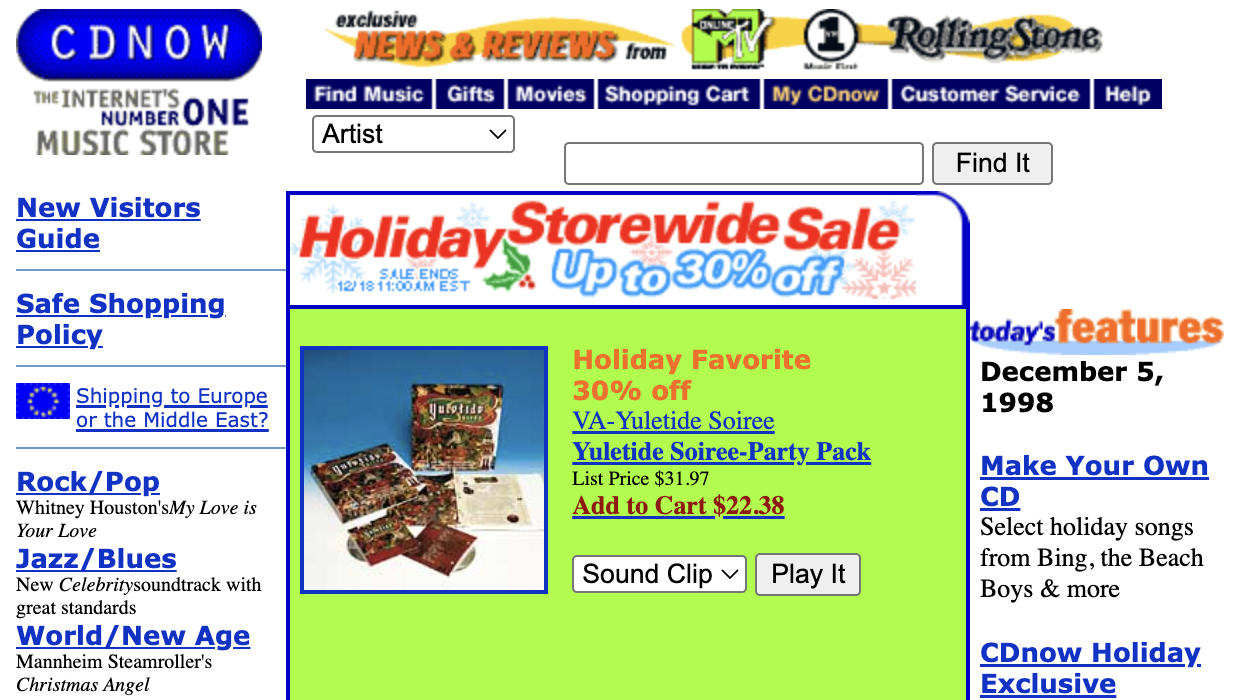 CDNOW
THE INTERNET'S
NUMBER ONE
MUSIC STORE
exclusive
NEWS & REVIEWS from
ONLINE
MTV
1
Music First
RollingStone
Find Music
Gifts
Movies
Shopping Cart
My CDnow
Customer Service
Help
Artist
Find It
New Visitors
Guide
Safe Shopping
Policy
Shipping to Europe
or the Middle East?
Rock/Pop
Whitney Houston'sMy Love is
Your Love
Jazz/Blues
New Celebritysoundtrack with
great standards
World/New Age
Mannheim Steamroller's
Christmas Angel
Holiday Storewide Sale
SALE ENDS
12/18 11:00AM EST
Up to 30% off
Yuletide
Yuletide
Holiday Favorite
30% off
VA-Yuletide Soiree
Yuletide Soiree-Party Pack
List Price $31.97
Add to Cart $22.38
Sound Clip
Play It
today's features
December 5,
1998
Make Your Own
CD
Select holiday songs
from Bing, the Beach
Boys & more
CDnow Holiday
Exclusive